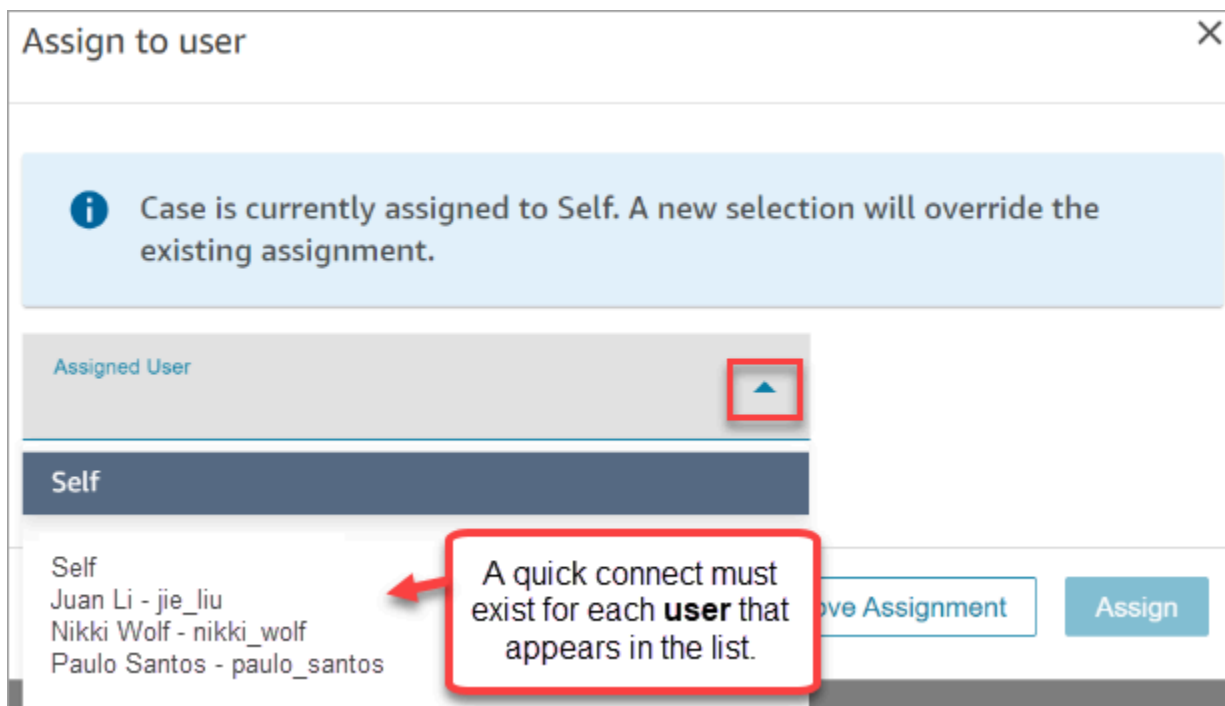 Assign to user
Case is currently assigned to Self. A new selection will override the
existing assignment.
Assigned User
Self
Self
Juan Li - jie_liu
Nikki Wolf - nikki_wolf
Paulo Santos - paulo_santos
A quick connect must
exist for each user that
appears in the list.
Assignment
Assign